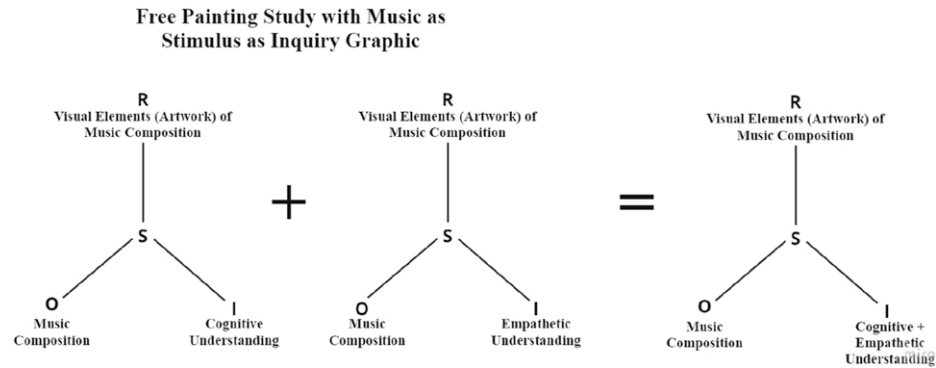 Free Painting Study with Music as
Stimulus as Inquiry Graphic
R
Visual Elements (Artwork) of
Music Composition
S
O
Music
Composition
I
Cognitive
Understanding
+
R
Visual Elements (Artwork) of
Music Composition
S
O
Music
Composition
I
Empathetic
Understanding
=
R
Visual Elements (Artwork) of
Music Composition
S
O
Music
Composition
I
Cognitive +
Empathetic
Understanding
miro